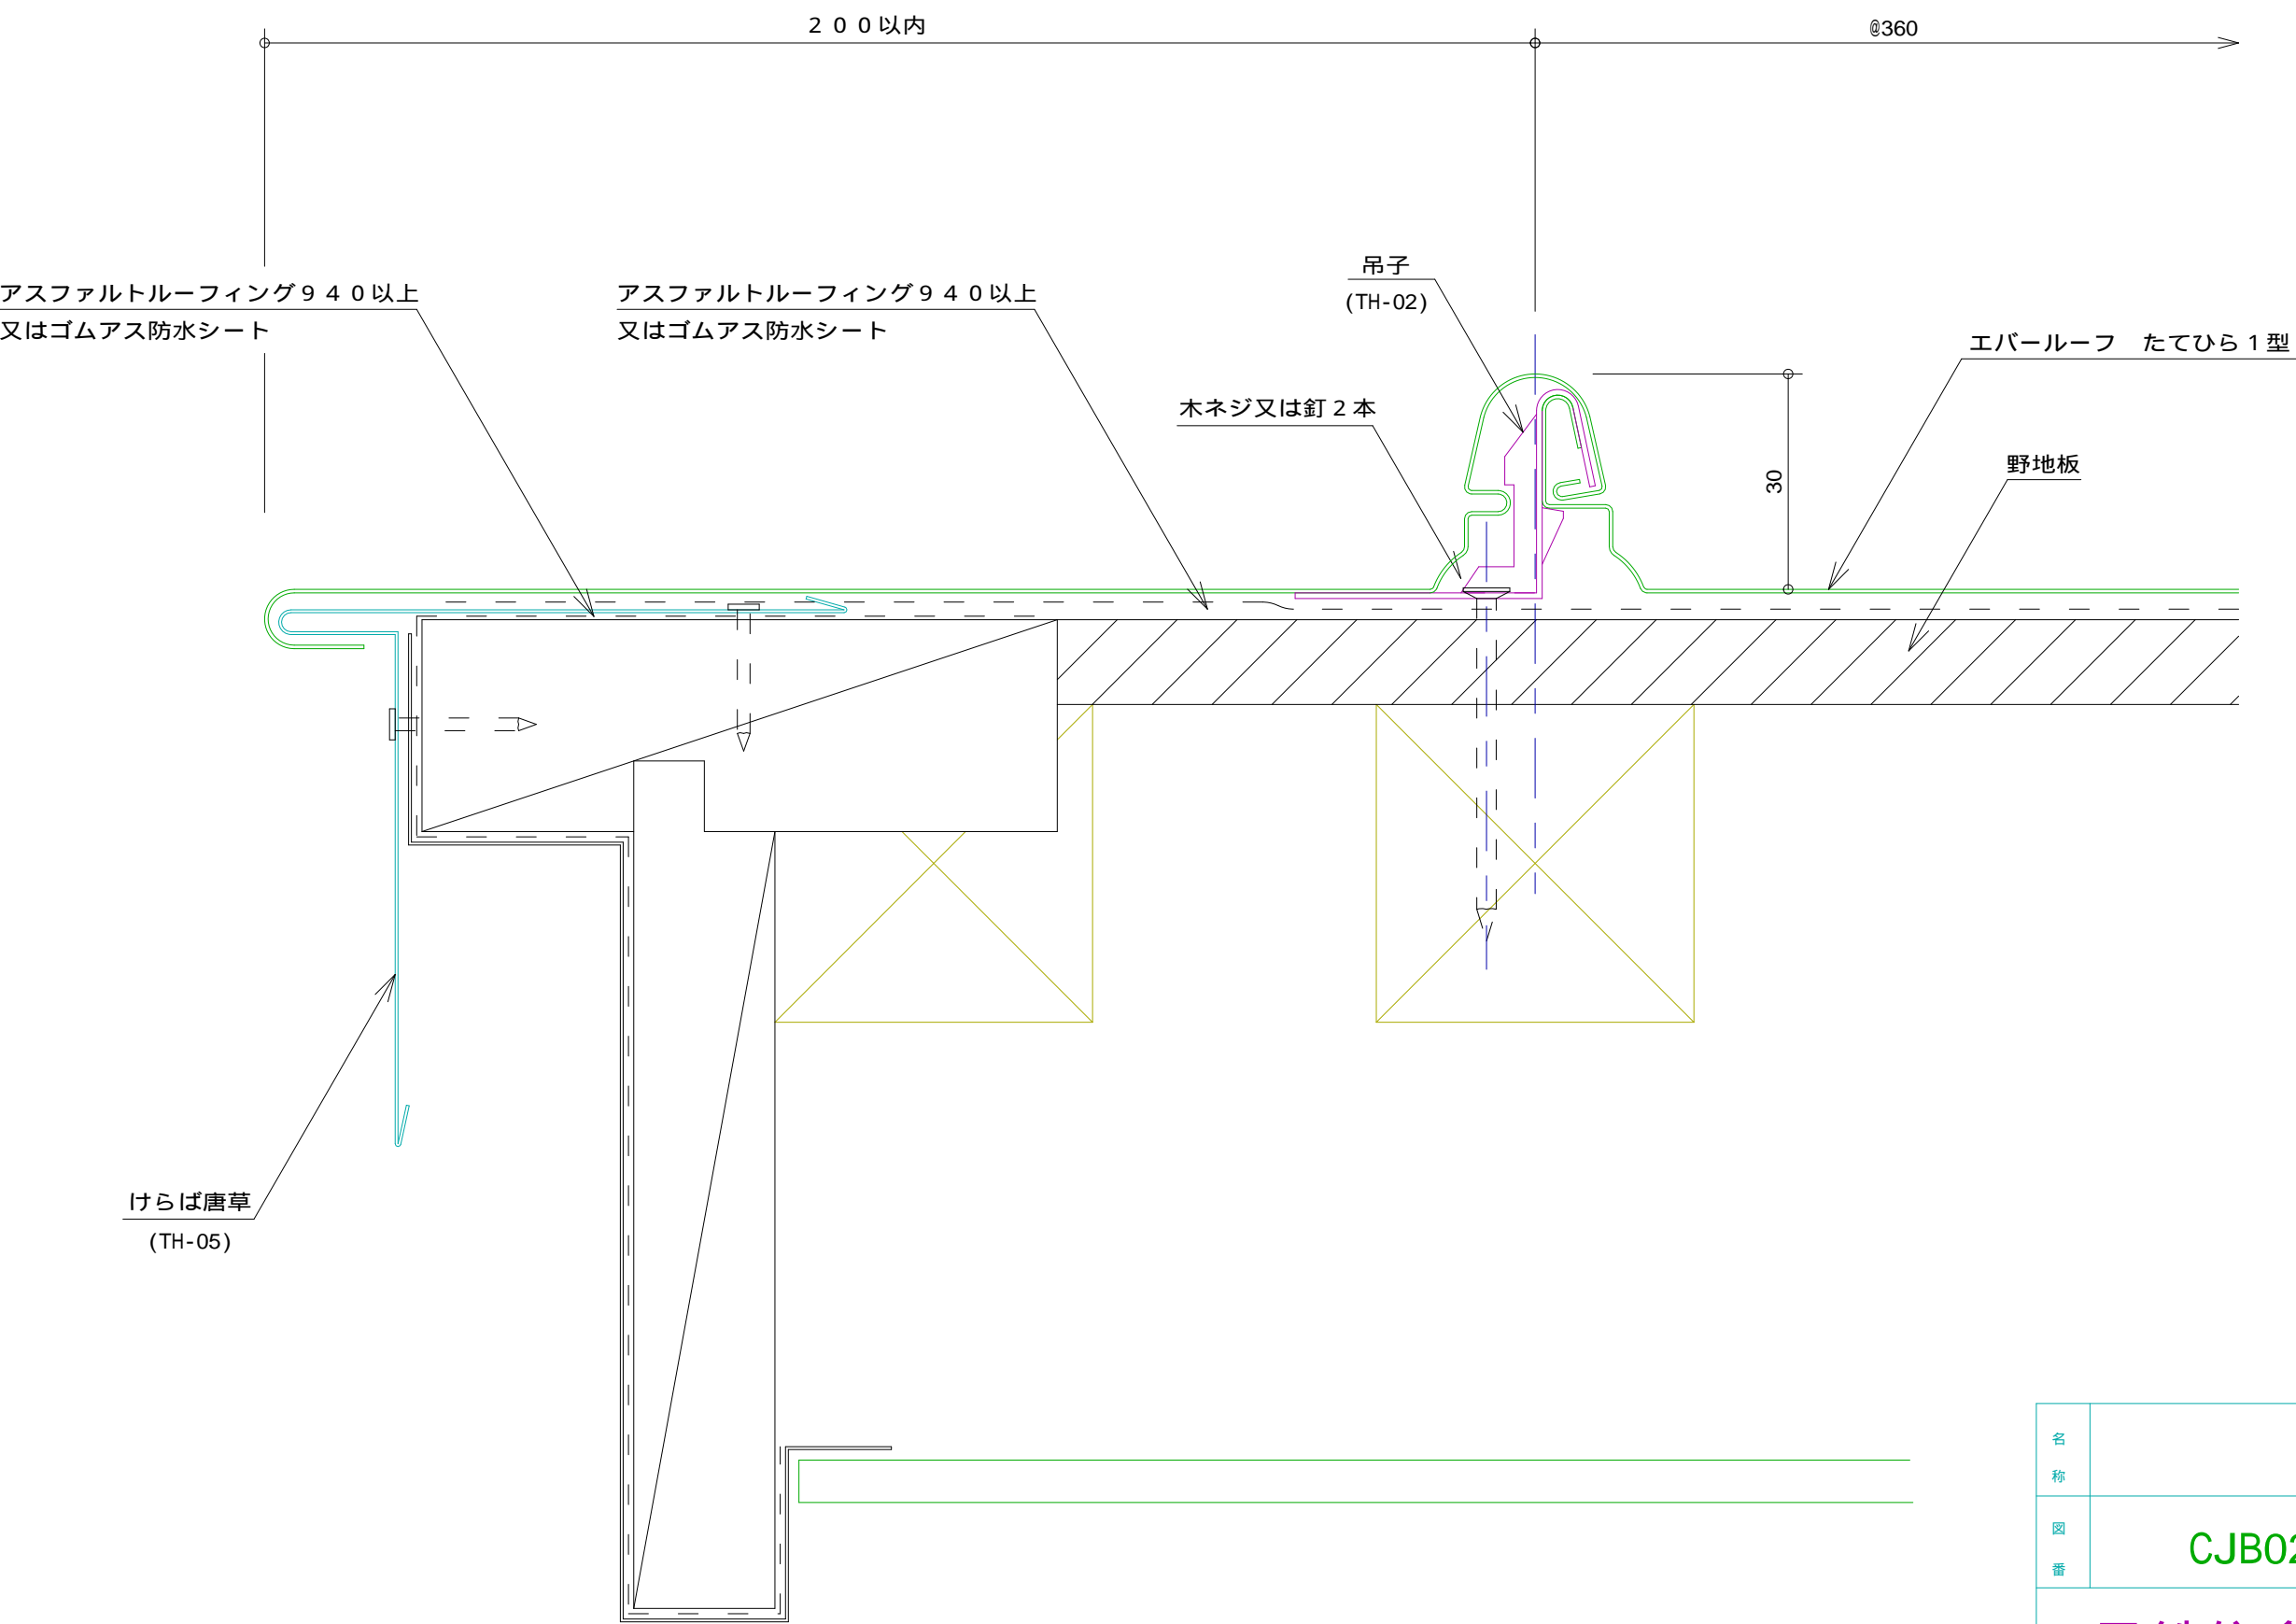 ２００以内
@360
吊子
(TH-02)
アスファルトルーフィング９４０以上
又はゴムアス防水シート
アスファルトルーフィング９４０以上
又はゴムアス防水シート
エバールーフ　たてひら１型
木ネジ又は釘２本
野地板
30
けらば唐草
(TH-05)
名称
図番
CJB02